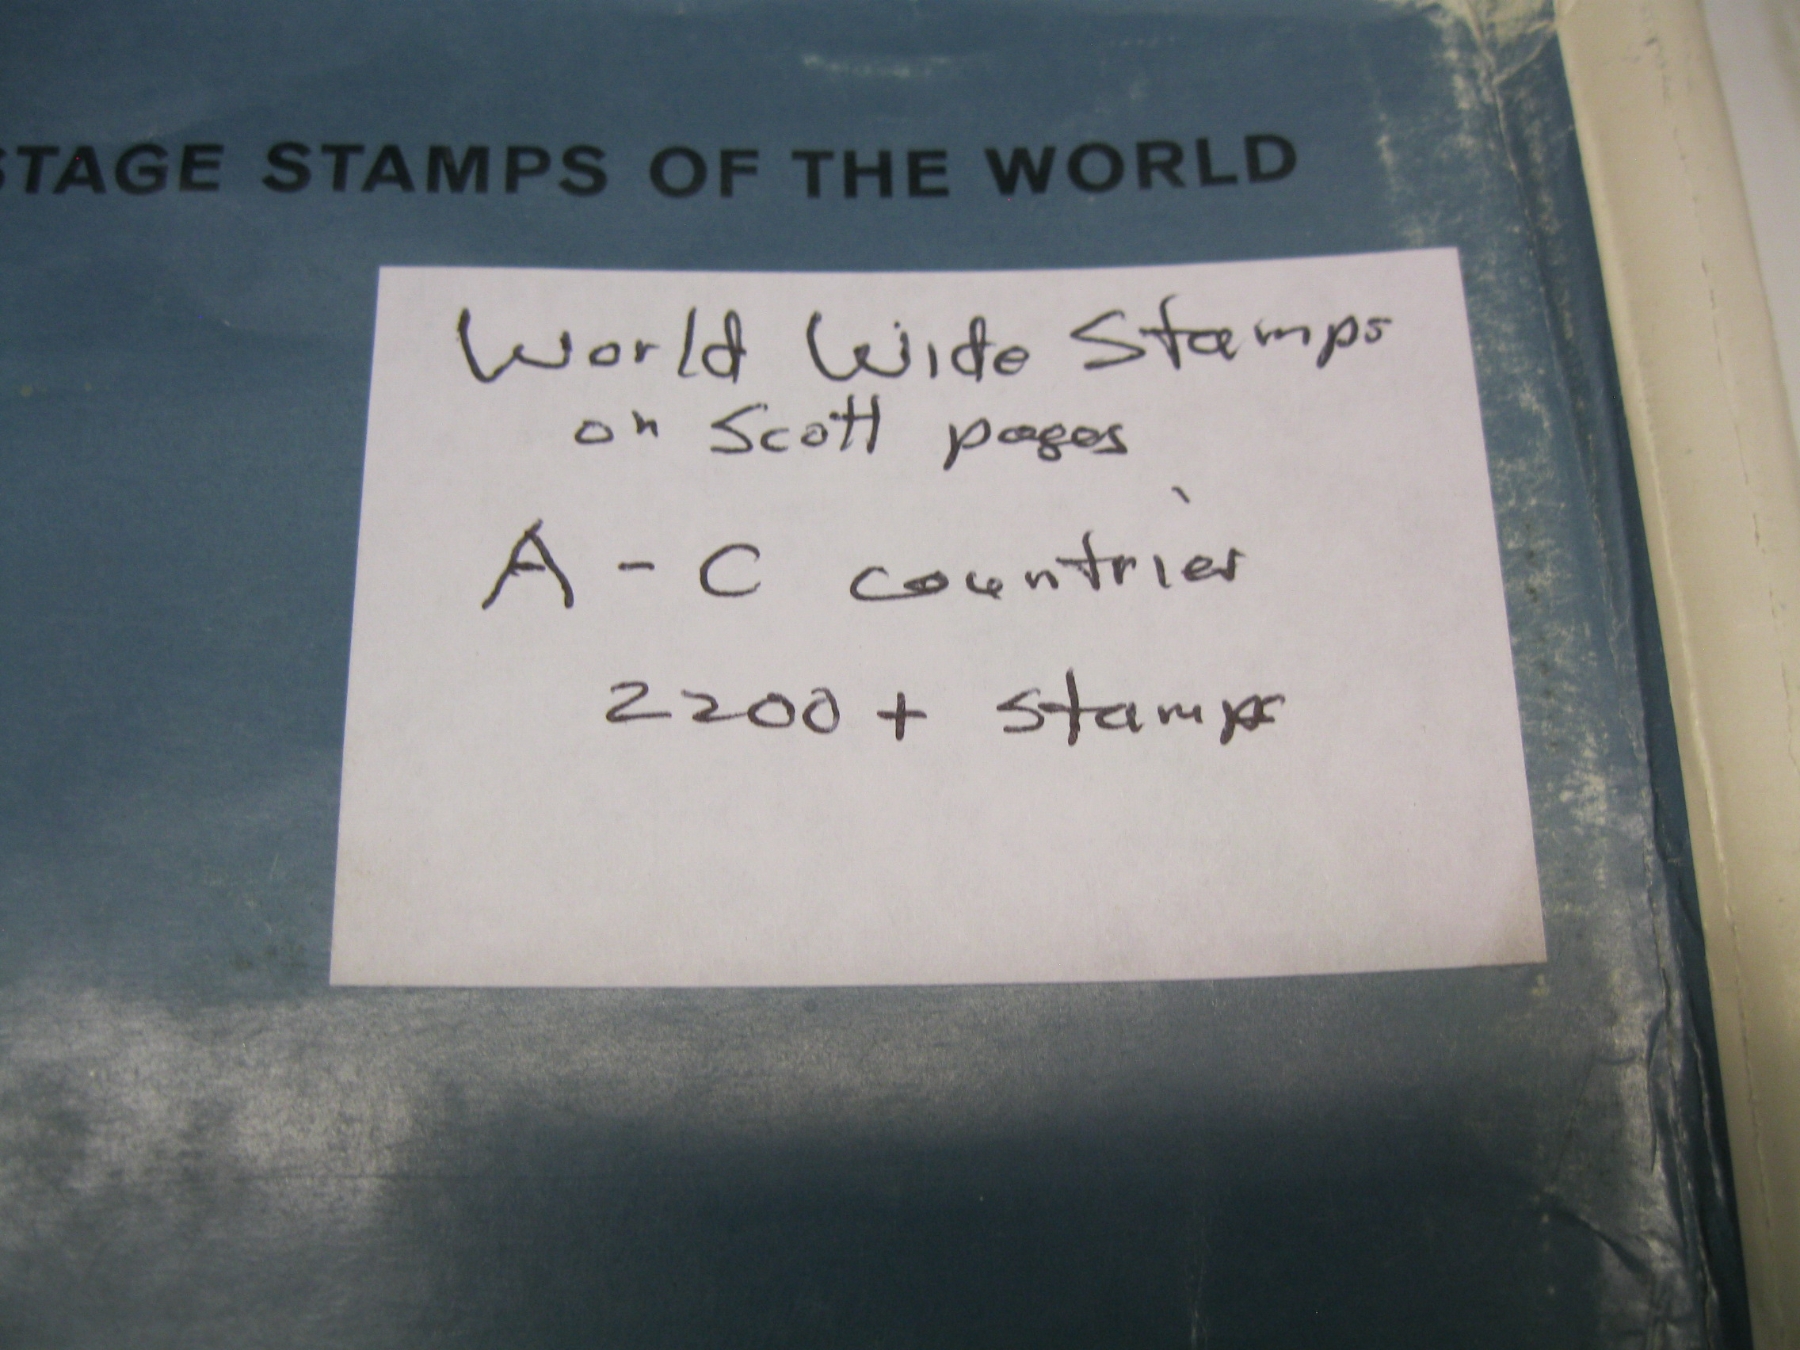 STAGE STAMPS OF THE WORLD
World Wide Stamps
on Scott pages
A - C countries
2200 + stamps